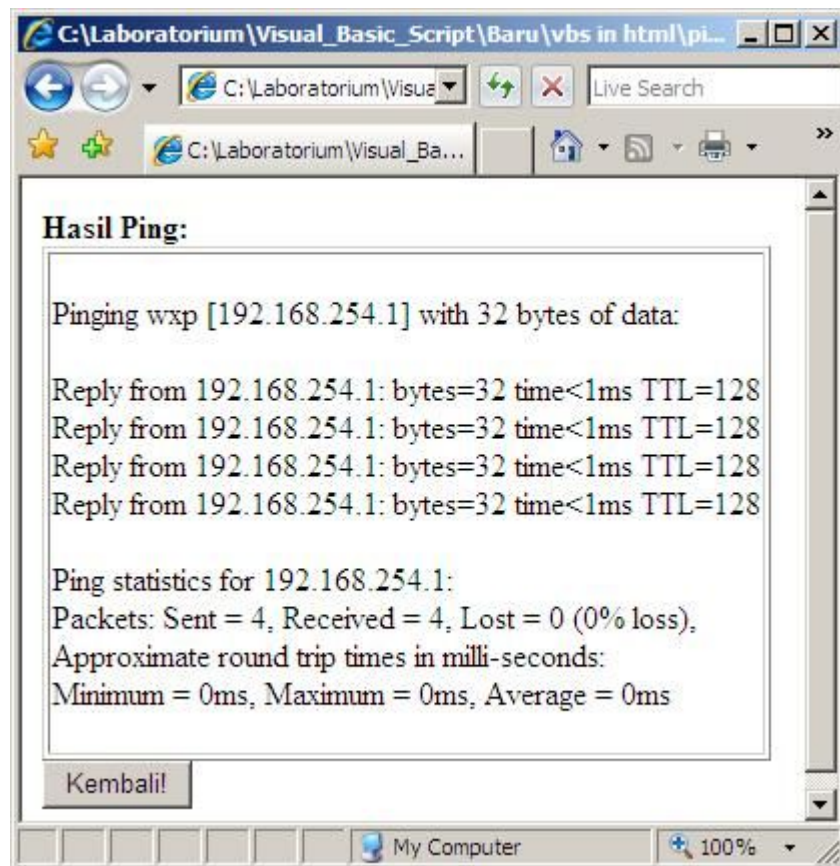 C:\Laboratorium\Visual_Basic_Script\Baru\vbs in html\pi...
C:\Laboratorium\Visua
Live Search
C:\Laboratorium\Visual_Ba...
»
Hasil Ping:
Pinging wxp [192.168.254.1] with 32 bytes of data:
Reply from 192.168.254.1: bytes=32 time<1ms TTL=128
Reply from 192.168.254.1: bytes=32 time<1ms TTL=128
Reply from 192.168.254.1: bytes=32 time<1ms TTL=128
Reply from 192.168.254.1: bytes=32 time<1ms TTL=128
Ping statistics for 192.168.254.1:
Packets: Sent = 4, Received = 4, Lost = 0 (0% loss),
Approximate round trip times in milli-seconds:
Minimum = 0ms, Maximum = 0ms, Average = 0ms
Kembali!
My Computer
100%